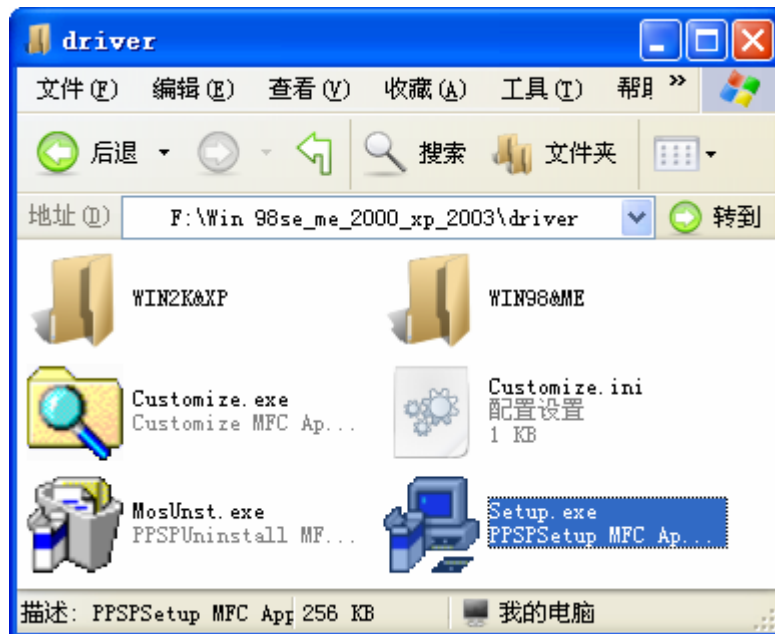 driver
文件(F) 编辑(E) 查看(V) 收藏(A) 工具(T) 帮 »
后退 搜索 文件夹
地址(D) F:\Win 98se_me_2000_xp_2003\driver 转到
WIN2K&XP WIN98&ME
Customize.exe
Customize MFC Ap...
Customize.ini
配置设置
1 KB
MosUnst.exe
PPSPUninstall MF...
Setup.exe
PPSPSetup MFC Ap...
描述: PPSPSetup MFC App 256 KB 我的电脑